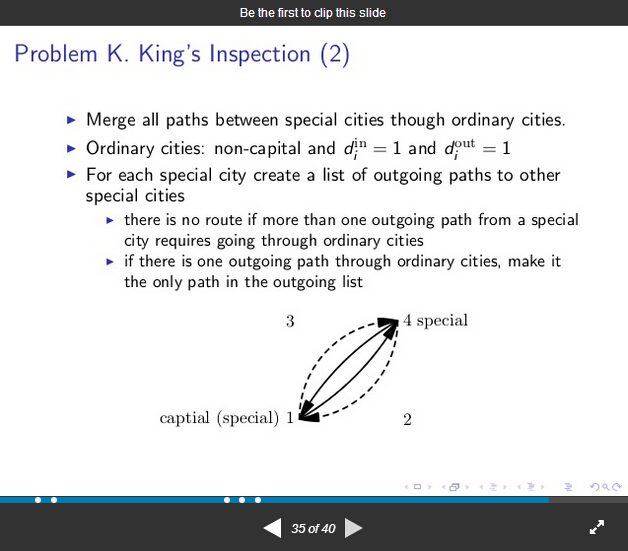 Be the first to clip this slide
Problem K. King's Inspection (2)
Merge all paths between special cities though ordinary cities.
Ordinary cities: non-capital and d_i^in = 1 and d_i^out = 1
For each special city create a list of outgoing paths to other
special cities
there is no route if more than one outgoing path from a special
city requires going through ordinary cities
if there is one outgoing path through ordinary cities, make it
the only path in the outgoing list
3
4 special
captial (special) 1
2
35 of 40